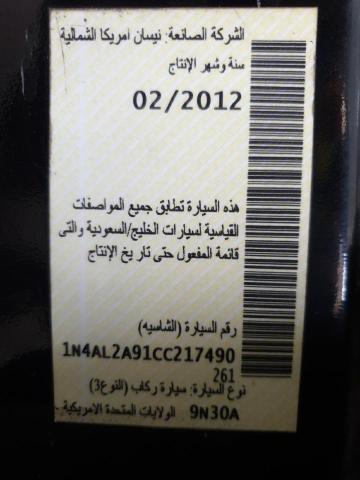 الشركة الصانعة: نيسان أمريكا الشمالية
سنة وشهر الإنتاج
02/2012
هذه السيارة تطابق جميع المواصفات
القياسية لسيارات الخليج/السعودية والتى
قائمة المفعول حتى تاريخ الإنتاج
رقم السيارة (الشاسيه)
1N4AL2A91CC217490
261
نوع السيارة: سيارة ركاب (النوع3)
9N30A الولايات المتحدة الامريكية